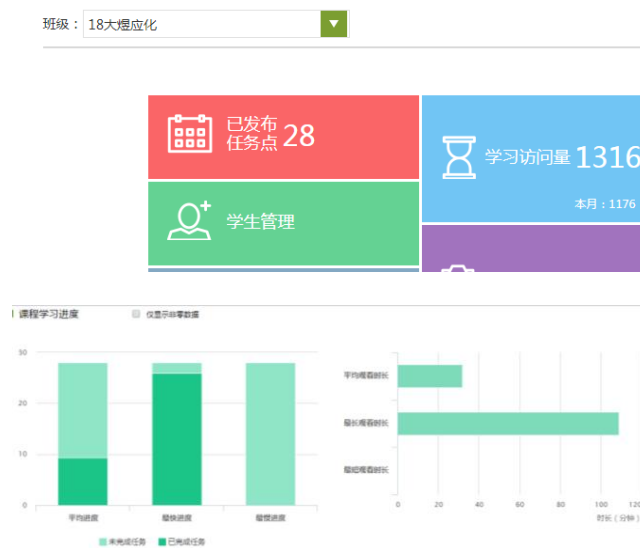 班级：18大煜应化
已发布
任务点 28
学习访问量 1316
本月：1176
学生管理
课程学习进度
仅显示非零数据
30
20
10
0
平均进度 最快进度 最慢进度
未完成任务 已完成任务
平均观看时长
最长观看时长
最短观看时长
0 20 40 60 80 100 120
时长（分钟）